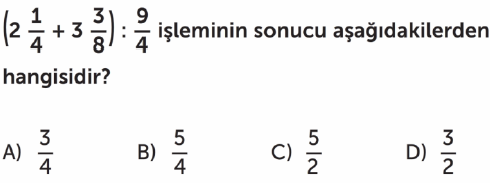 (2 1/4 + 3 3/8) : 9/4 işleminin sonucu aşağıdakilerden
hangisidir?
A) 3/4 B) 5/4 C) 5/2 D) 3/2